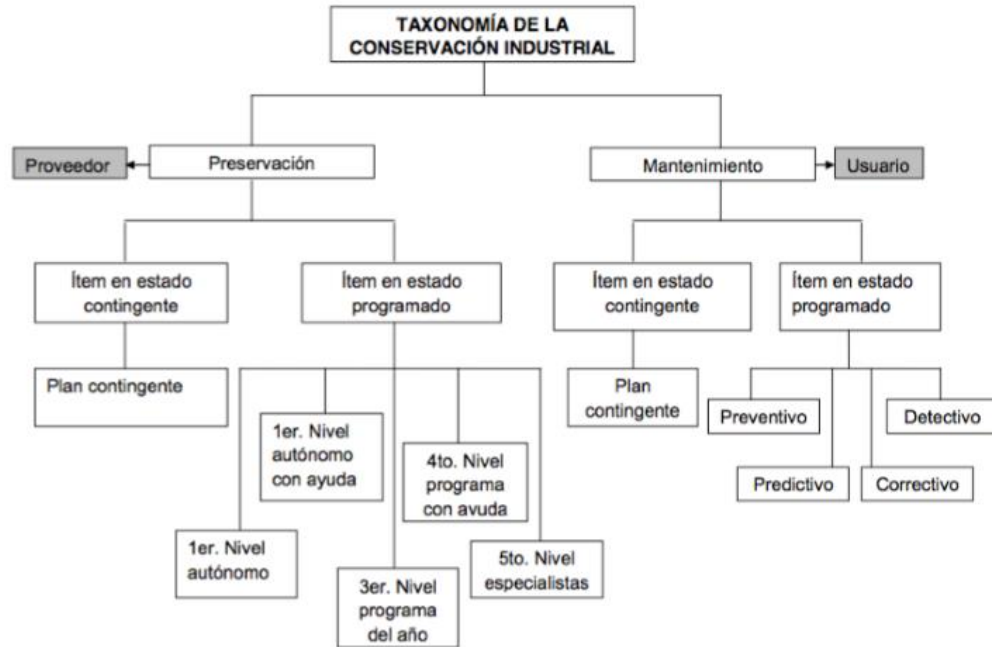 TAXONOMÍA DE LA
CONSERVACIÓN INDUSTRIAL
Proveedor
Preservación
Mantenimiento
Usuario
Ítem en estado
contingente
Ítem en estado
programado
Ítem en estado
contingente
Ítem en estado
programado
Plan contingente
Plan
contingente
Preventivo
Detectivo
Predictivo
Correctivo
1er. Nivel
autónomo
con ayuda
4to. Nivel
programa
con avuda
1er. Nivel
autónomo
3er. Nivel
programa
del año
5to. Nivel
especialistas